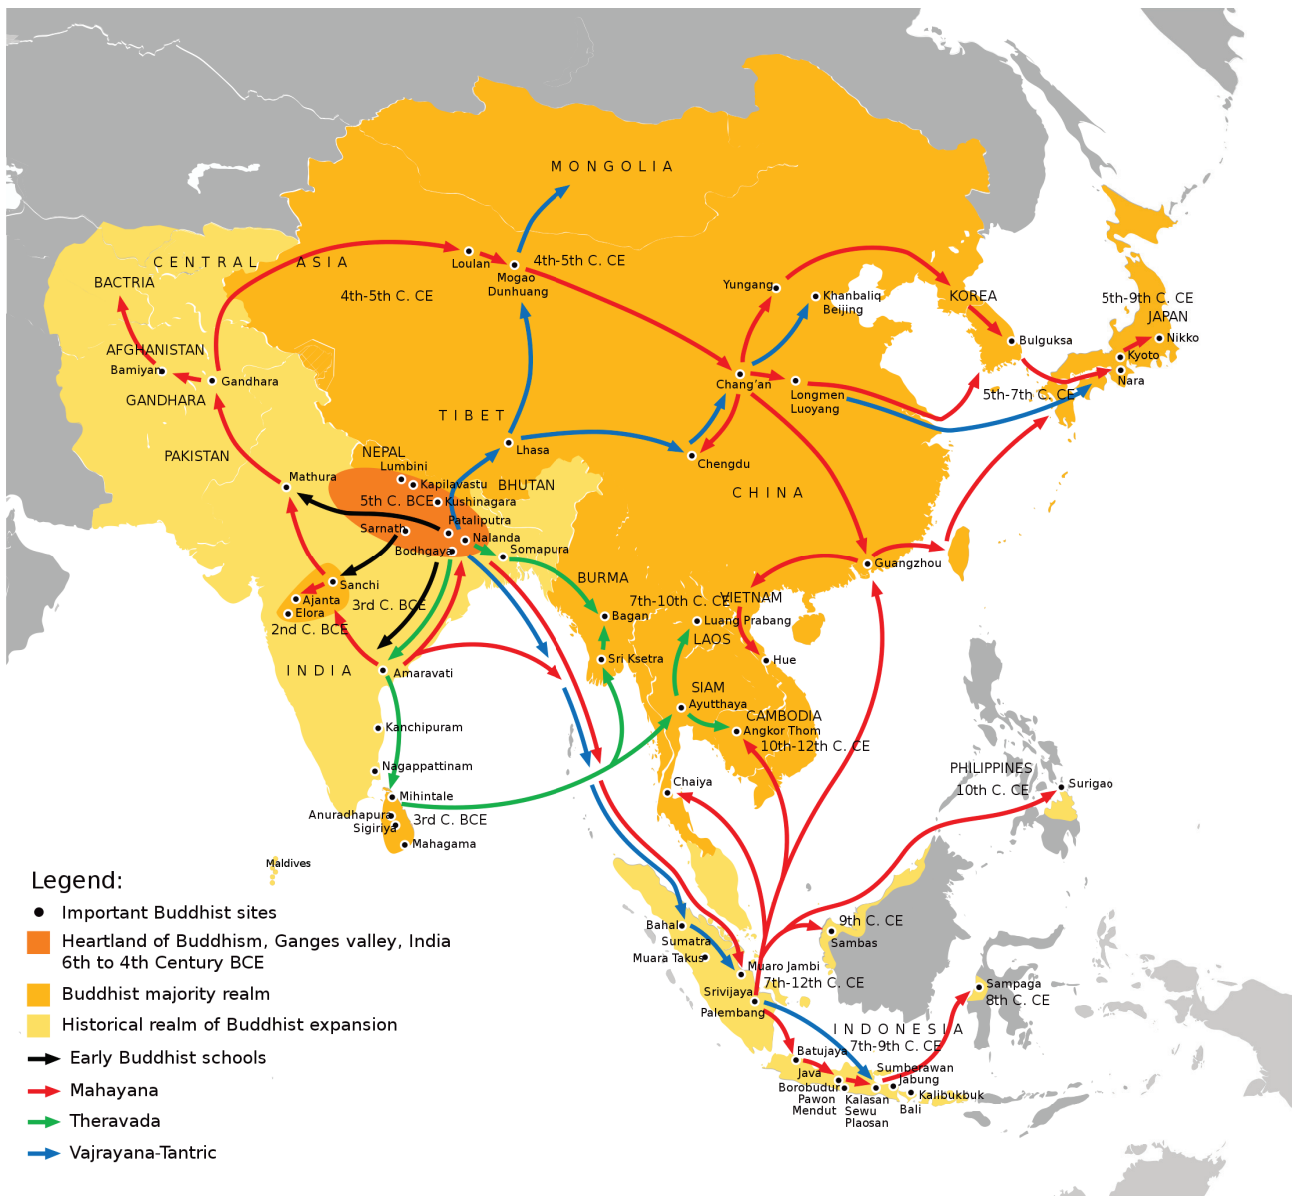 MONGOLIA
CENTRAL ASIA
4th-5th C. CE
Loulan
Mogao
Dunhuang
BACTRIA
4th-5th C. CE
Yungang
Khanbaliq
Beijing
KOREA
5th-9th C. CE
JAPAN
Bulguksa
Nikko
Kyoto
Nara
AFGHANISTAN
Bamiyan
Gandhara
GANDHARA
Chang'an
Longmen
Luoyang
5th-7th C. CE
TIBET
Lhasa
Chengdu
PAKISTAN
NEPAL
Lumbini
Mathura
Kapilavastu
BHUTAN
5th C. BCE
Kushinagara
CHINA
Pataliputra
Sarnath
Nalanda
Bodhgaya
Somapura
Guangzhou
BURMA
Sanchi
Ajanta
3rd C. BCE
Elora
2nd C. BCE
7th-10th C. CE
VIETNAM
Bagan
Luang Prabang
LAOS
INDIA
Amaravati
Sri Ksetra
Hue
SIAM
Ayutthaya
CAMBODIA
Angkor Thom
10th-12th C. CE
Kanchipuram
Nagappattinam
PHILIPPINES
10th C. CE
Surigao
Chaiya
Mihintale
Anuradhapura
3rd C. BCE
Sigiriya
Mahagama
Maldives
Legend:
Important Buddhist sites
Heartland of Buddhism, Ganges valley, India
6th to 4th Century BCE
Buddhist majority realm
Historical realm of Buddhist expansion
Early Buddhist schools
Mahayana
Theravada
Vajrayana-Tantric
9th C. CE
Sambas
Bahal
Sumatra
Muara Takus
Muaro Jambi
7th-12th C. CE
Srivijaya
Palembang
Sampaga
8th C. CE
INDONESIA
7th-9th C. CE
Batujaya
Java
Sumberawan
Jabung
Borobudur
Pawon
Mendut
Kalasan
Sewu
Plaosan
Kalibukbuk
Bali